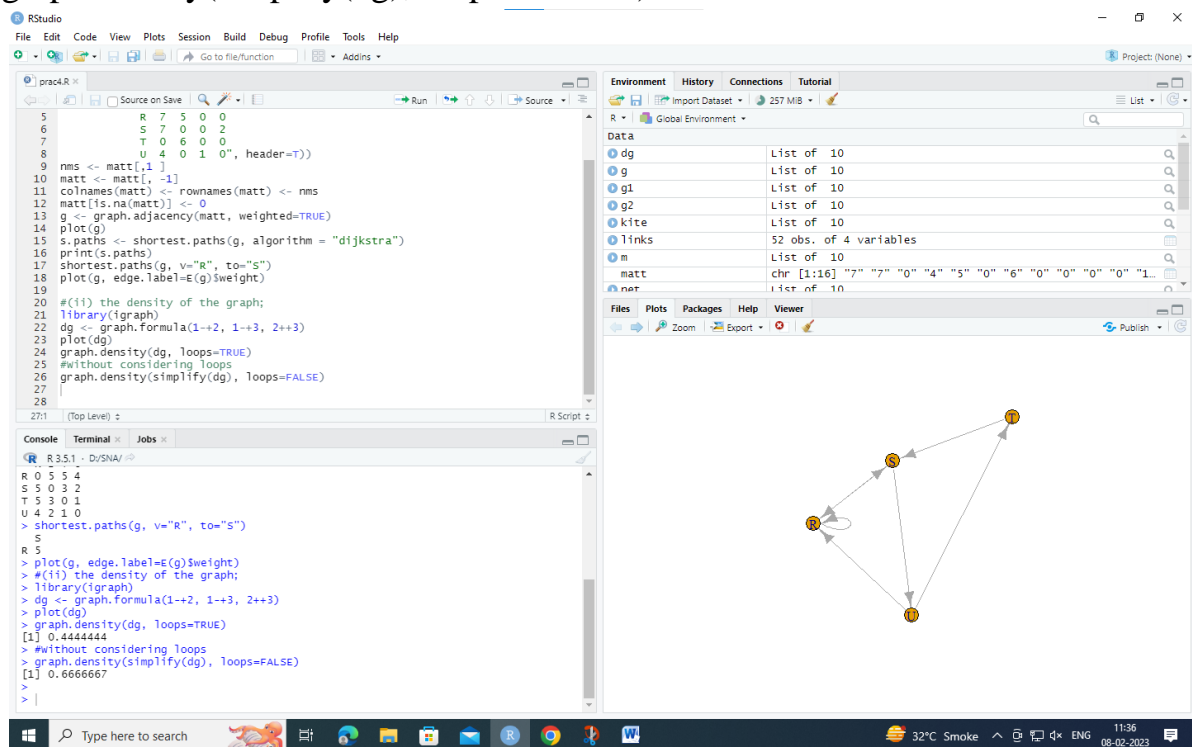 RStudio
File Edit Code View Plots Session Build Debug Profile Tools Help
Go to file/function Addins Project: (None)
prac4.R
Source on Save Run Source
5 R 7 5 0 0
6 S 7 0 0 2
7 T 0 6 0 0
8 U 4 0 1 0", header=T))
9 nms <- matt[,1 ]
10 matt <- matt[, -1]
11 colnames(matt) <- rownames(matt) <- nms
12 matt[is.na(matt)] <- 0
13 g <- graph.adjacency(matt, weighted=TRUE)
14 plot(g)
15 s.paths <- shortest.paths(g, algorithm = "dijkstra")
16 print(s.paths)
17 shortest.paths(g, v="R", to="S")
18 plot(g, edge.label=E(g)$weight)
19
20 #(ii) the density of the graph;
21 library(igraph)
22 dg <- graph.formula(1-+2, 1-+3, 2++3)
23 plot(dg)
24 graph.density(dg, loops=TRUE)
25 #Without considering loops
26 graph.density(simplify(dg), loops=FALSE)
27
28
27:1 (Top Level) R Script
Console Terminal Jobs
R 3.5.1 · D:/SNA/
R 0 5 5 4
S 5 0 3 2
T 5 3 0 1
U 4 2 1 0
> shortest.paths(g, v="R", to="S")
S
R 5
> plot(g, edge.label=E(g)$weight)
> #(ii) the density of the graph;
> library(igraph)
> dg <- graph.formula(1-+2, 1-+3, 2++3)
> plot(dg)
> graph.density(dg, loops=TRUE)
[1] 0.4444444
> #Without considering loops
> graph.density(simplify(dg), loops=FALSE)
[1] 0.6666667
>
>
Environment History Connections Tutorial
Import Dataset 257 MiB List
R Global Environment
Data
dg List of 10
g List of 10
g1 List of 10
g2 List of 10
kite List of 10
links 52 obs. of 4 variables
m List of 10
matt chr [1:16] "7" "7" "0" "4" "5" "0" "6" "0" "0" "0" "1…
net List of 10
Files Plots Packages Help Viewer
Zoom Export Publish
T
S
R
U
Type here to search
32°C Smoke ENG 11:36
08-02-2023